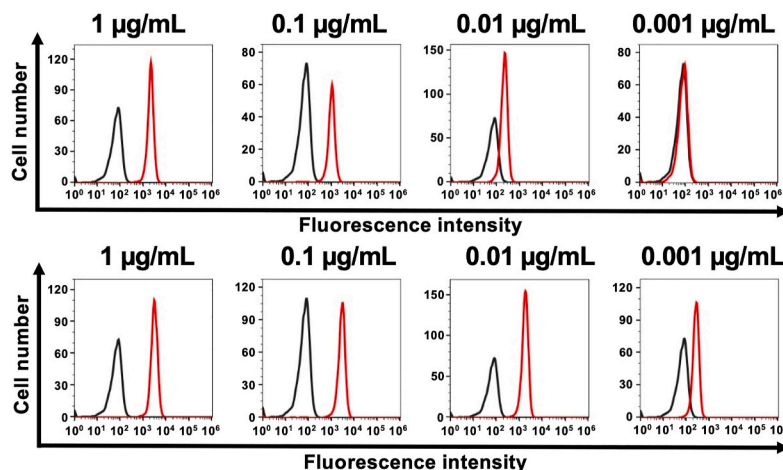 1 µg/mL 0.1 µg/mL 0.01 µg/mL 0.001 µg/mL
Cell number
120 90 60 30 0
80 60 40 20 0
150 100 50 0
80 60 40 20 0
10⁰ 10¹ 10² 10³ 10⁴ 10⁵ 10⁶ 10⁰ 10¹ 10² 10³ 10⁴ 10⁵ 10⁶ 10⁰ 10¹ 10² 10³ 10⁴ 10⁵ 10⁶ 10⁰ 10¹ 10² 10³ 10⁴ 10⁵ 10⁶
Fluorescence intensity
1 µg/mL 0.1 µg/mL 0.01 µg/mL 0.001 µg/mL
Cell number
120 90 60 30 0
120 90 60 30 0
150 100 50 0
120 90 60 30 0
10⁰ 10¹ 10² 10³ 10⁴ 10⁵ 10⁶ 10⁰ 10¹ 10² 10³ 10⁴ 10⁵ 10⁶ 10⁰ 10¹ 10² 10³ 10⁴ 10⁵ 10⁶ 10⁰ 10¹ 10² 10³ 10⁴ 10⁵
Fluorescence intensity